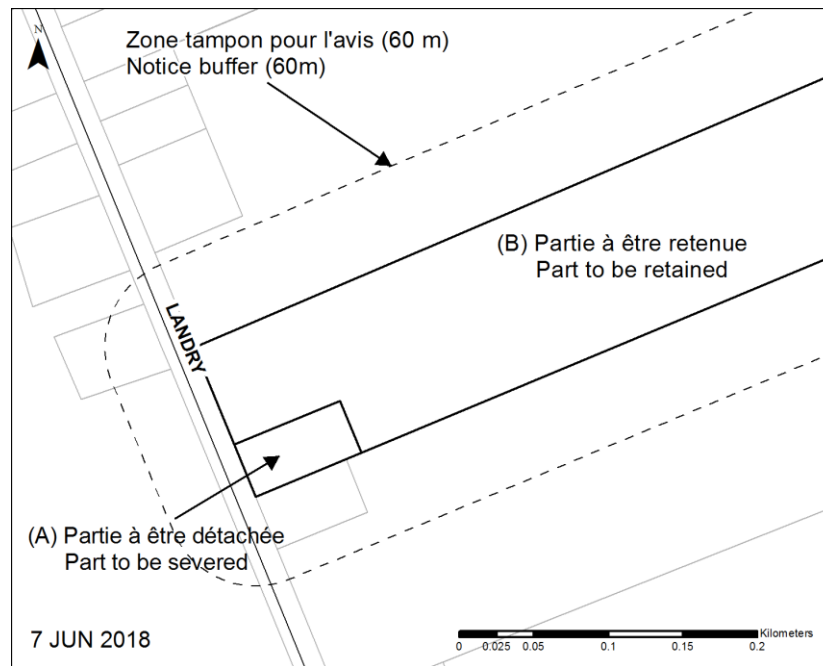 N
Zone tampon pour l'avis (60 m)
Notice buffer (60m)
(B) Partie à être retenue
Part to be retained
LANDRY
(A) Partie à être détachée
Part to be severed
7 JUN 2018
Kilometers
0 0.025 0.05 0.1 0.15 0.2